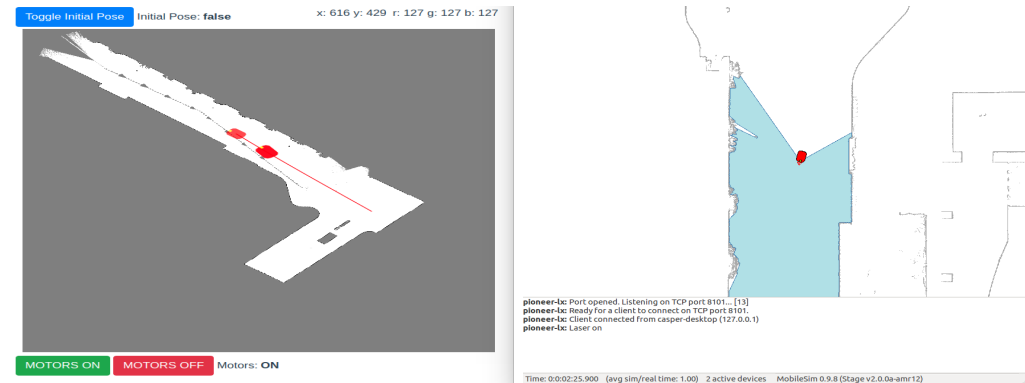 Toggle Initial Pose Initial Pose: false x: 616 y: 429 r: 127 g: 127 b: 127
MOTORS ON MOTORS OFF Motors: ON
pioneer-lx: Port opened. Listening on TCP port 8101... [13]
pioneer-lx: Ready for a client to connect on TCP port 8101.
pioneer-lx: Client connected from casper-desktop (127.0.0.1)
pioneer-lx: Laser on
Time: 0:0:02:25.900 (avg sim/real time: 1.00) 2 active devices MobileSim 0.9.8 (Stage v2.0.0a-amr12)